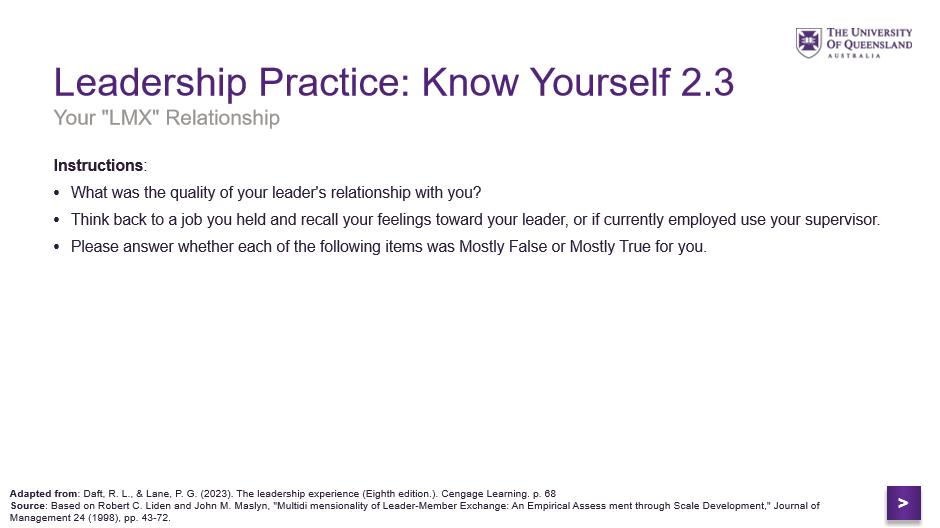 THE UNIVERSITY
OF QUEENSLAND
AUSTRALIA
Leadership Practice: Know Yourself 2.3
Your "LMX" Relationship
Instructions:
• What was the quality of your leader's relationship with you?
• Think back to a job you held and recall your feelings toward your leader, or if currently employed use your supervisor.
• Please answer whether each of the following items was Mostly False or Mostly True for you.
Adapted from: Daft, R. L., & Lane, P. G. (2023). The leadership experience (Eighth edition.). Cengage Learning. p. 68
Source: Based on Robert C. Liden and John M. Maslyn, "Multidi mensionality of Leader-Member Exchange: An Empirical Assess ment through Scale Development," Journal of
Management 24 (1998), pp. 43-72.
>